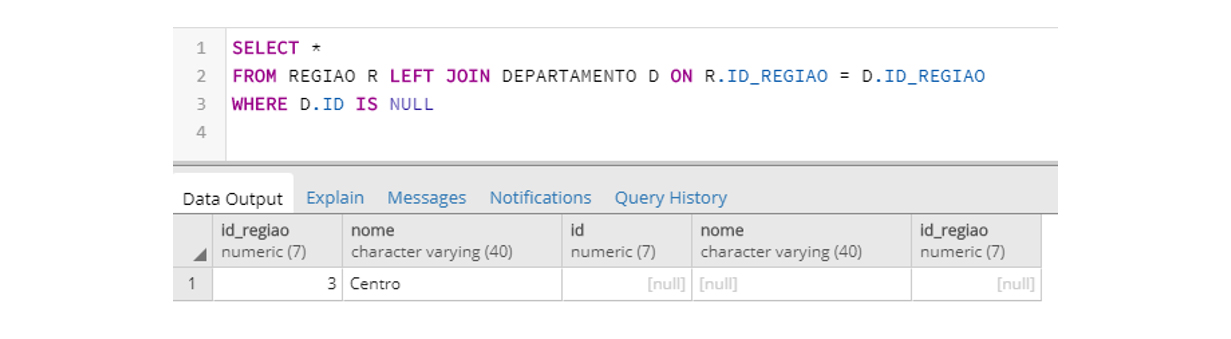 1 SELECT *
2 FROM REGIAO R LEFT JOIN DEPARTAMENTO D ON R.ID_REGIAO = D.ID_REGIAO
3 WHERE D.ID IS NULL
4
Data Output Explain Messages Notifications Query History
id_regiao nome id nome id_regiao
numeric (7) character varying (40) numeric (7) character varying (40) numeric (7)
1 3 Centro [null] [null] [null]